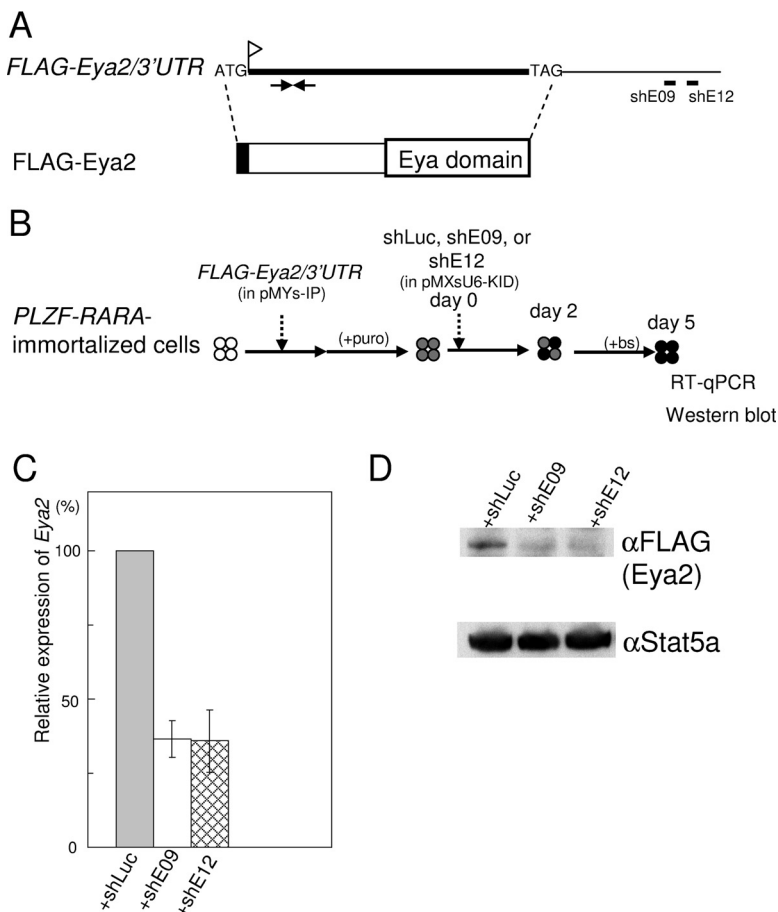 A
FLAG-Eya2/3'UTR
ATG
TAG
shE09
shE12
FLAG-Eya2
Eya domain
B
shLuc, shE09, or
shE12
(in pMXsU6-KID)
day 0
FLAG-Eya2/3'UTR
(in pMYs-IP)
day 2
day 5
PLZF-RARA-
immortalized cells
(+puro)
(+bs)
RT-qPCR
Western blot
C
Relative expression of Eya2 (%)
100
50
0
+shLuc
+shE09
+shE12
D
+shLuc
+shE09
+shE12
αFLAG
(Eya2)
αStat5a